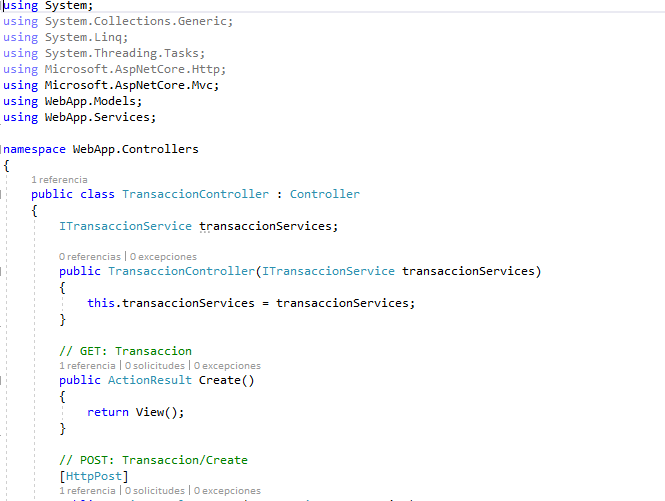 using System;
using System.Collections.Generic;
using System.Linq;
using System.Threading.Tasks;
using Microsoft.AspNetCore.Http;
using Microsoft.AspNetCore.Mvc;
using WebApp.Models;
using WebApp.Services;
namespace WebApp.Controllers
{
1 referencia
public class TransaccionController : Controller
{
ITransaccionService transaccionServices;
0 referencias | 0 excepciones
public TransaccionController(ITransaccionService transaccionServices)
{
this.transaccionServices = transaccionServices;
}
// GET: Transaccion
1 referencia | 0 solicitudes | 0 excepciones
public ActionResult Create()
{
return View();
}
// POST: Transaccion/Create
[HttpPost]
1 referencia | 0 solicitudes | 0 excepciones